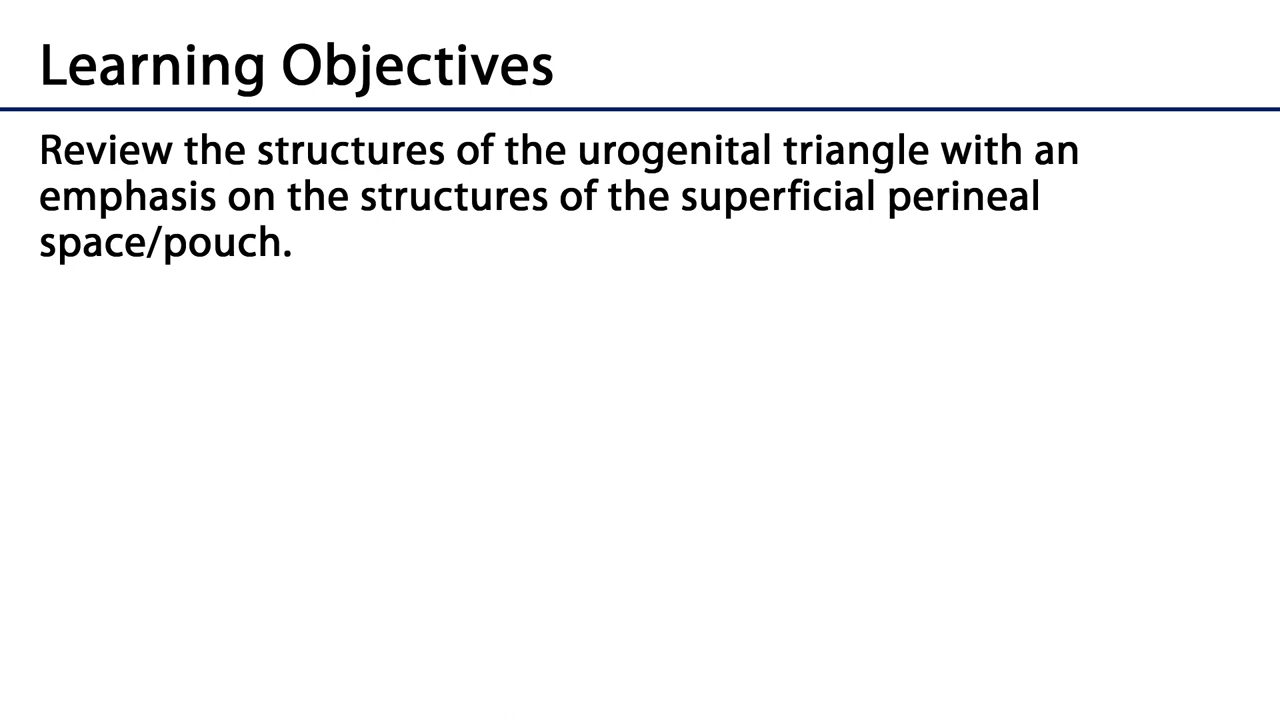 Learning Objectives
Review the structures of the urogenital triangle with an
emphasis on the structures of the superficial perineal
space/pouch.